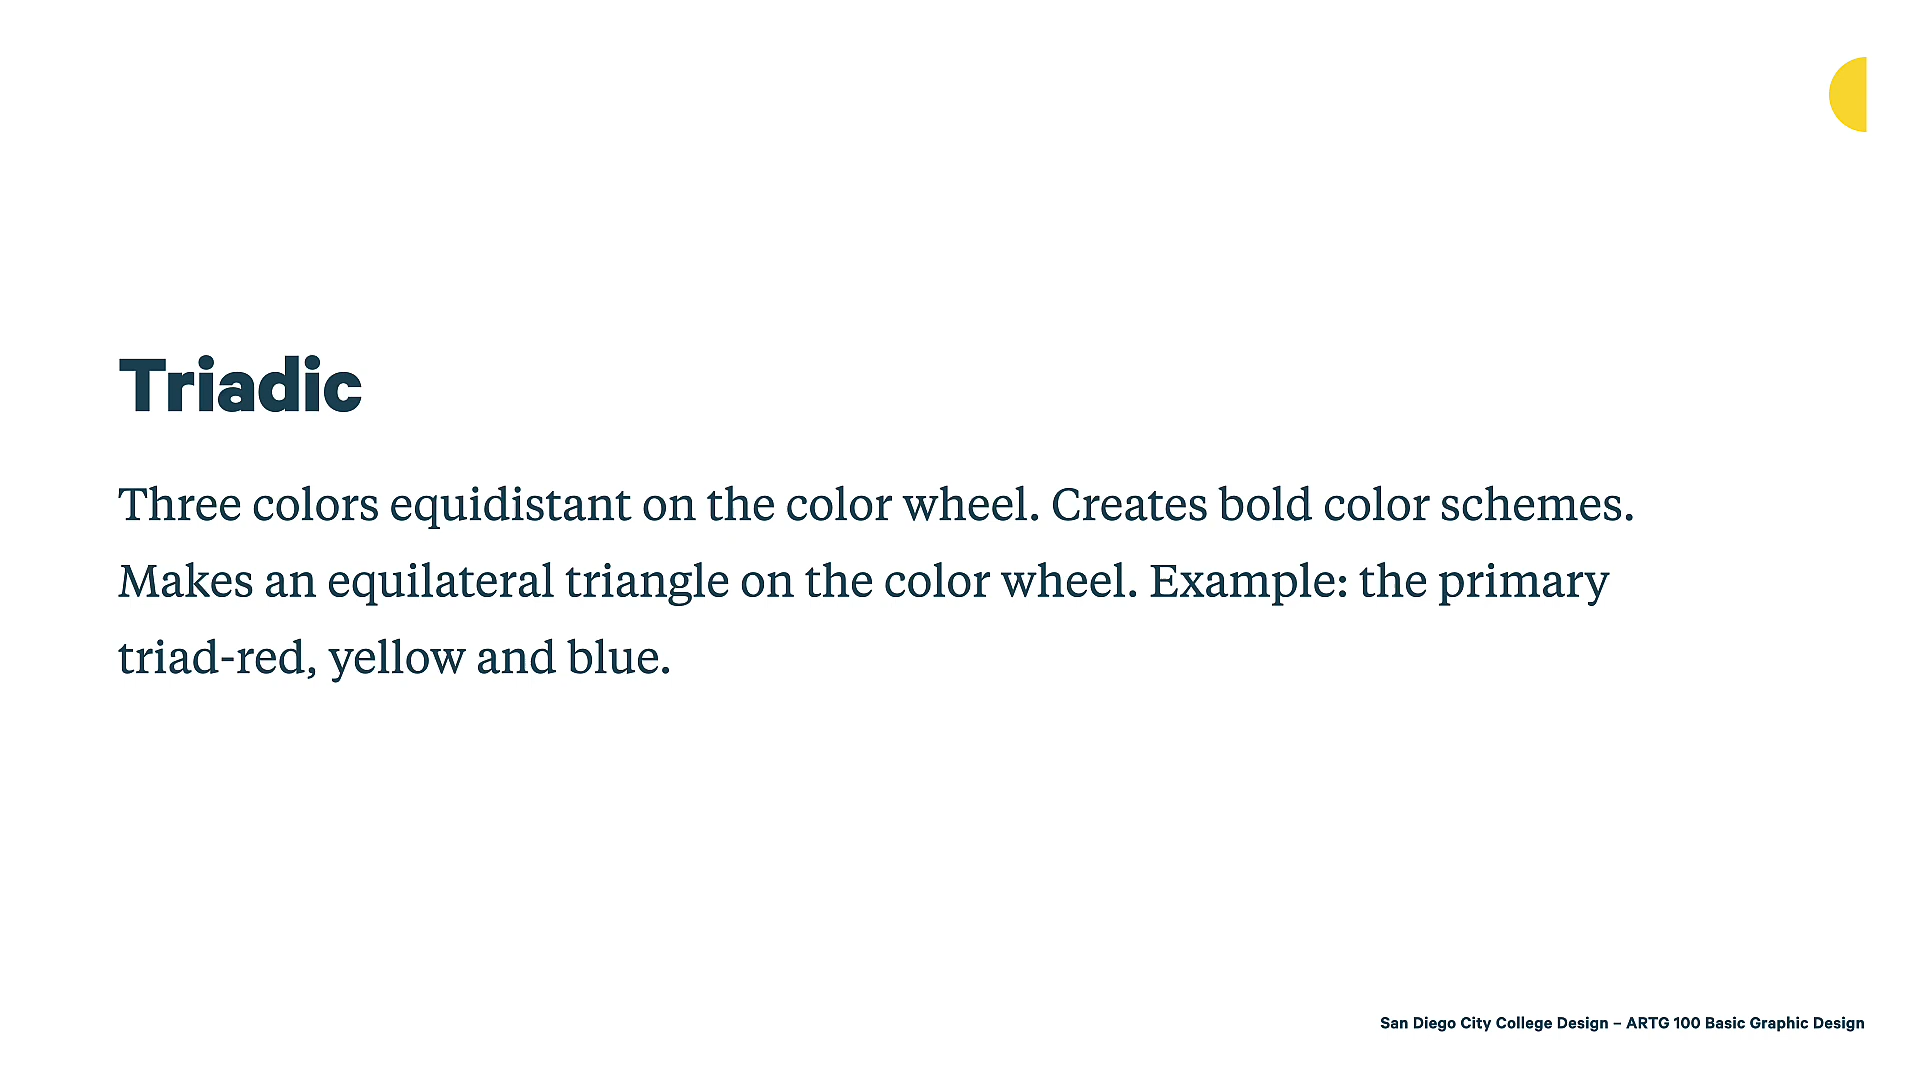 Triadic
Three colors equidistant on the color wheel. Creates bold color schemes.
Makes an equilateral triangle on the color wheel. Example: the primary
triad-red, yellow and blue.
San Diego City College Design – ARTG 100 Basic Graphic Design